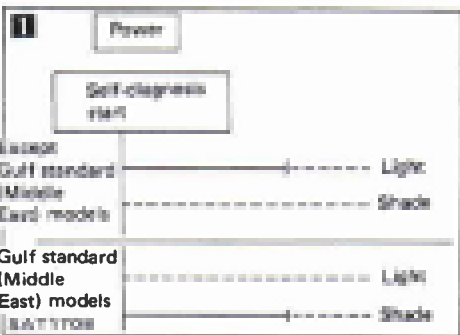 1
Power
Self-diagnosis
start
Except
Gulf standard
(Middle
East) models
Light
Shade
Gulf standard
(Middle
East) models
Light
Shade